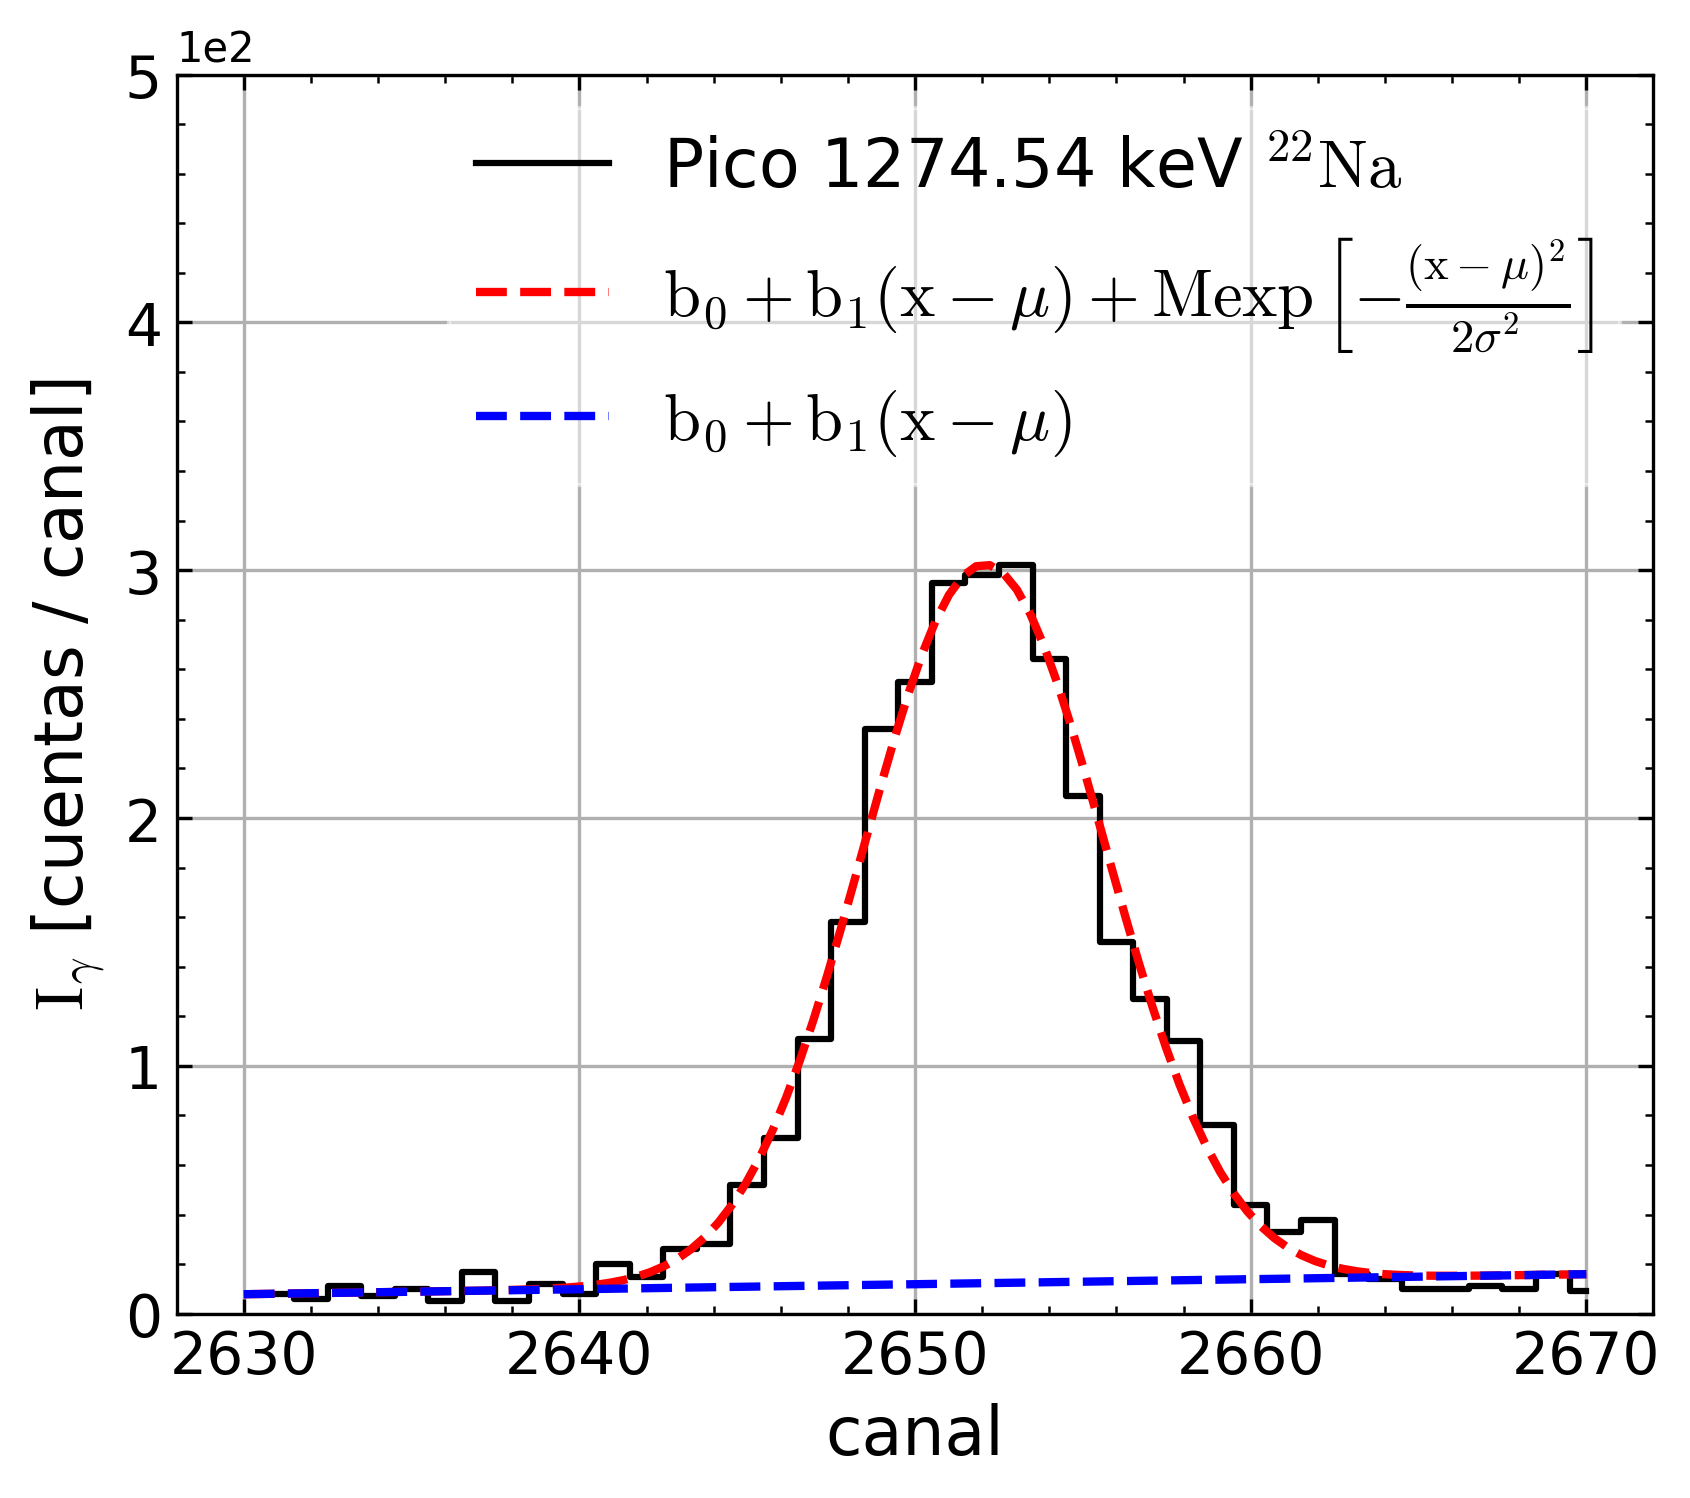 1e2
5
4
3
2
1
0
I_γ [cuentas / canal]
Pico 1274.54 keV ²²Na
b₀ + b₁(x − μ) + Mexp [−(x − μ)²/2σ²]
b₀ + b₁(x − μ)
2630 2640 2650 2660 2670
canal